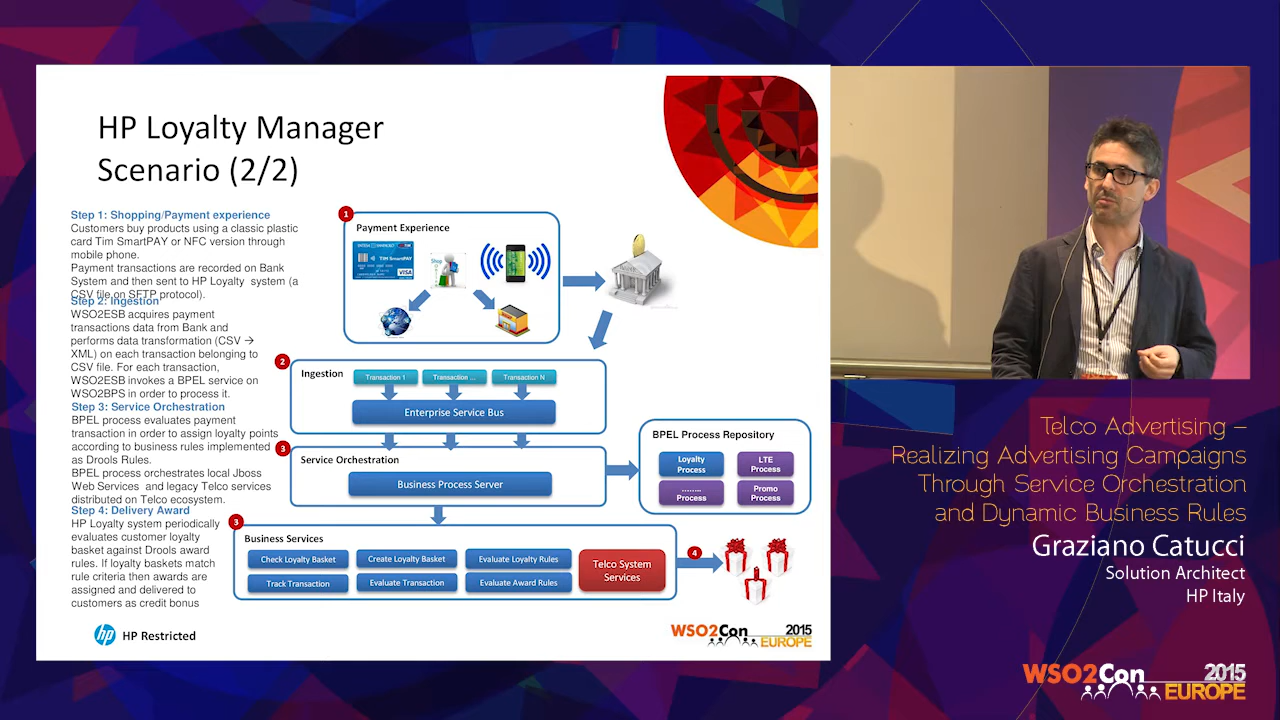 HP Loyalty Manager
Scenario (2/2)
Step 1: Shopping/Payment experience
Customers buy products using a classic plastic
card Tim SmartPAY or NFC version through
mobile phone.
Payment transactions are recorded on Bank
System and then sent to HP Loyalty system (a
CSV file on SFTP protocol).
Step 2: Ingestion
WSO2ESB acquires payment
transactions data from Bank and
performs data transformation (CSV →
XML) on each transaction belonging to
CSV file. For each transaction,
WSO2ESB invokes a BPEL service on
WSO2BPS in order to process it.
Step 3: Service Orchestration
BPEL process evaluates payment
transaction in order to assign loyalty points
according to business rules implemented
as Drools Rules.
BPEL process orchestrates local Jboss
Web Services and legacy Telco services
distributed on Telco ecosystem.
Step 4: Delivery Award
HP Loyalty system periodically
evaluates customer loyalty
basket against Drools award
rules. If loyalty baskets match
rule criteria then awards are
assigned and delivered to
customers as credit bonus
1
Payment Experience
TIM SmartPAY
VISA
Shop
2
Ingestion
Transaction 1
Transaction ...
Transaction N
Enterprise Service Bus
3
Service Orchestration
Business Process Server
BPEL Process Repository
Loyalty
Process
LTE
Process
........
Process
Promo
Process
3
Business Services
Check Loyalty Basket
Create Loyalty Basket
Evaluate Loyalty Rules
Track Transaction
Evaluate Transaction
Evaluate Award Rules
Telco System
Services
4
hp HP Restricted
WSO2Con 2015
EUROPE
Telco Advertising –
Realizing Advertising Campaigns
Through Service Orchestration
and Dynamic Business Rules
Graziano Catucci
Solution Architect
HP Italy
WSO2Con 2015
EUROPE